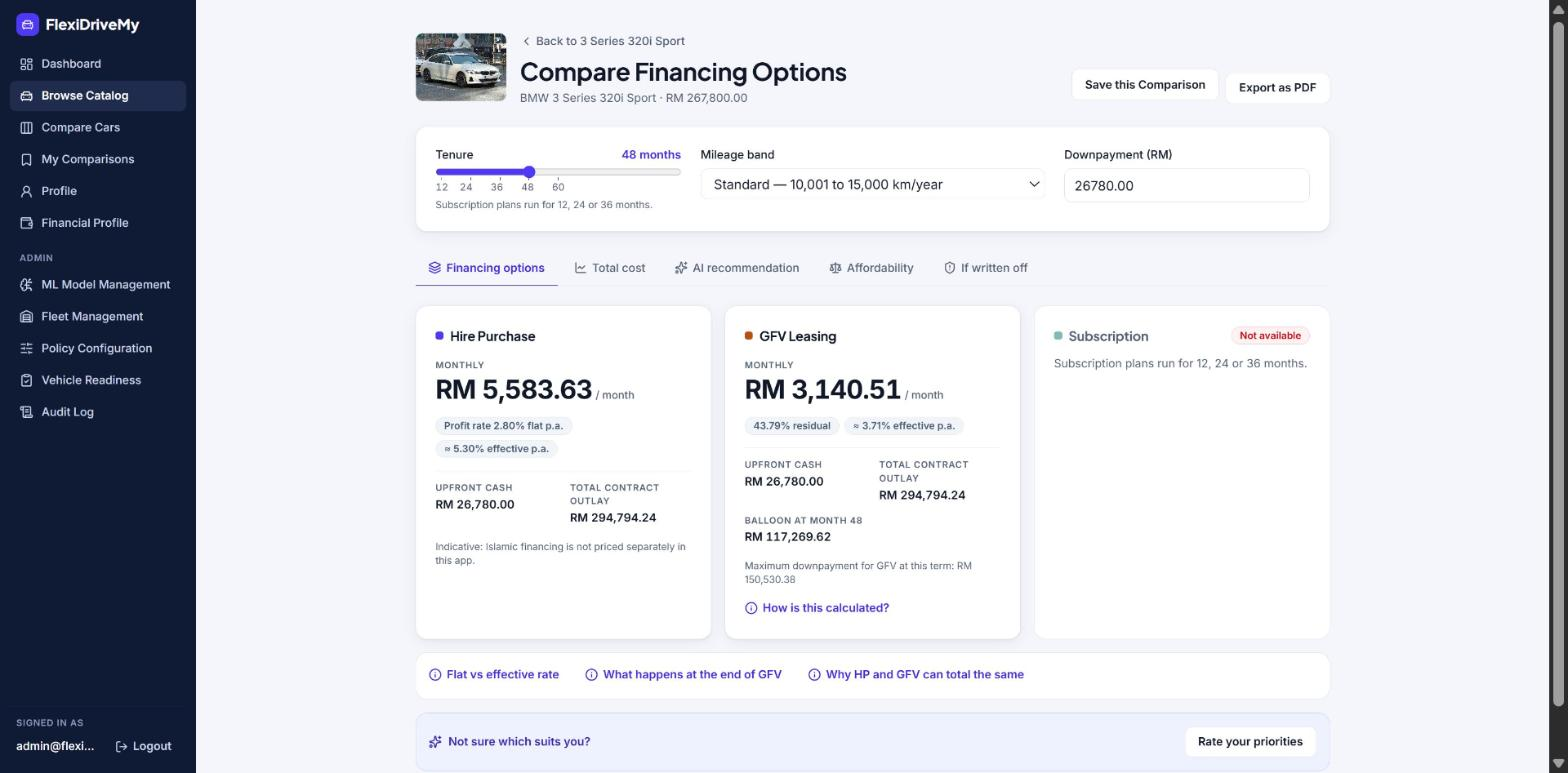 FlexiDriveMy
Dashboard
Browse Catalog
Compare Cars
My Comparisons
Profile
Financial Profile
ADMIN
ML Model Management
Fleet Management
Policy Configuration
Vehicle Readiness
Audit Log
SIGNED IN AS
admin@flexi...
Logout
Back to 3 Series 320i Sport
Compare Financing Options
BMW 3 Series 320i Sport · RM 267,800.00
Save this Comparison
Export as PDF
Tenure
48 months
12 24 36 48 60
Subscription plans run for 12, 24 or 36 months.
Mileage band
Standard — 10,001 to 15,000 km/year
Downpayment (RM)
26780.00
Financing options
Total cost
AI recommendation
Affordability
If written off
Hire Purchase
MONTHLY
RM 5,583.63 / month
Profit rate 2.80% flat p.a.
≈ 5.30% effective p.a.
UPFRONT CASH
RM 26,780.00
TOTAL CONTRACT
OUTLAY
RM 294,794.24
Indicative: Islamic financing is not priced separately in
this app.
GFV Leasing
MONTHLY
RM 3,140.51 / month
43.79% residual
≈ 3.71% effective p.a.
UPFRONT CASH
RM 26,780.00
TOTAL CONTRACT
OUTLAY
RM 294,794.24
BALLOON AT MONTH 48
RM 117,269.62
Maximum downpayment for GFV at this term: RM
150,530.38
How is this calculated?
Subscription
Not available
Subscription plans run for 12, 24 or 36 months.
Flat vs effective rate
What happens at the end of GFV
Why HP and GFV can total the same
Not sure which suits you?
Rate your priorities